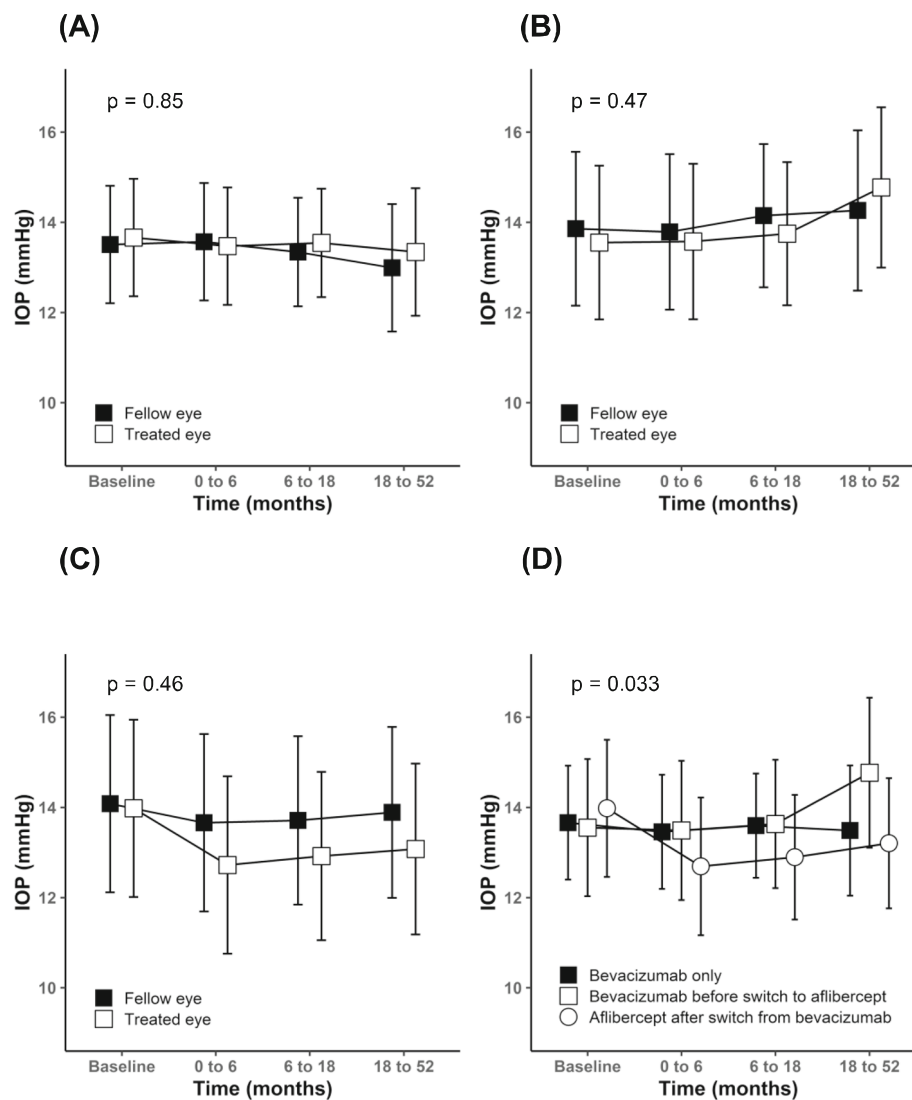 (A)
p = 0.85
IOP (mmHg)
16
14
12
10
Fellow eye
Treated eye
Baseline 0 to 6 6 to 18 18 to 52
Time (months)
(B)
p = 0.47
IOP (mmHg)
16
14
12
10
Fellow eye
Treated eye
Baseline 0 to 6 6 to 18 18 to 52
Time (months)
(C)
p = 0.46
IOP (mmHg)
16
14
12
10
Fellow eye
Treated eye
Baseline 0 to 6 6 to 18 18 to 52
Time (months)
(D)
p = 0.033
IOP (mmHg)
16
14
12
10
Bevacizumab only
Bevacizumab before switch to aflibercept
Aflibercept after switch from bevacizumab
Baseline 0 to 6 6 to 18 18 to 52
Time (months)